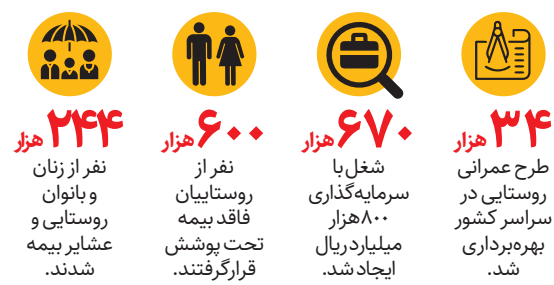 ۳۴ هزار
طرح عمرانی
روستایی در
سراسر کشور
بهره‌برداری
شد.
۶۷۰ هزار
شغل با
سرمایه‌گذاری
۸۰۰هزار
میلیارد ریال
ایجاد شد.
۶۰۰ هزار
نفر از
روستاییان
فاقد بیمه
تحت پوشش
قرار گرفتند.
۲۴۴ هزار
نفر از زنان
و بانوان
روستایی و
عشایر بیمه
شدند.